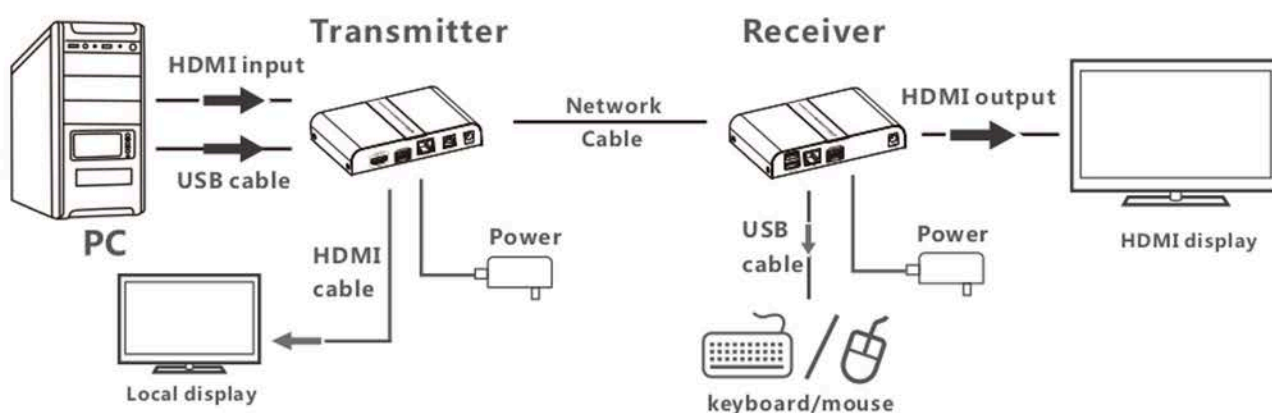 Transmitter
Receiver
HDMI input
USB cable
PC
Network
Cable
HDMI output
HDMI
cable
Power
USB
cable
Power
HDMI display
Local display
keyboard/mouse